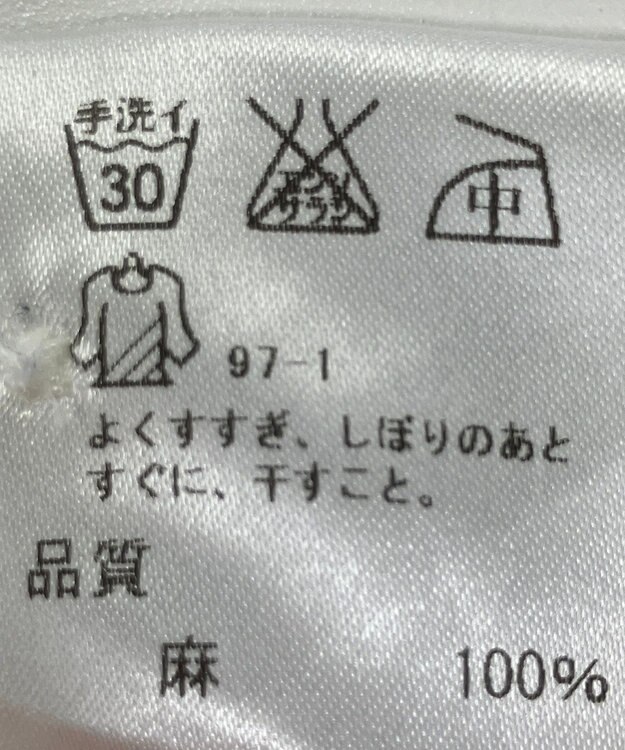 手洗イ
30
エンソ
サラシ
中
97-1
よくすすぎ、しぼりのあと
すぐに、干すこと。
品質
麻 100%